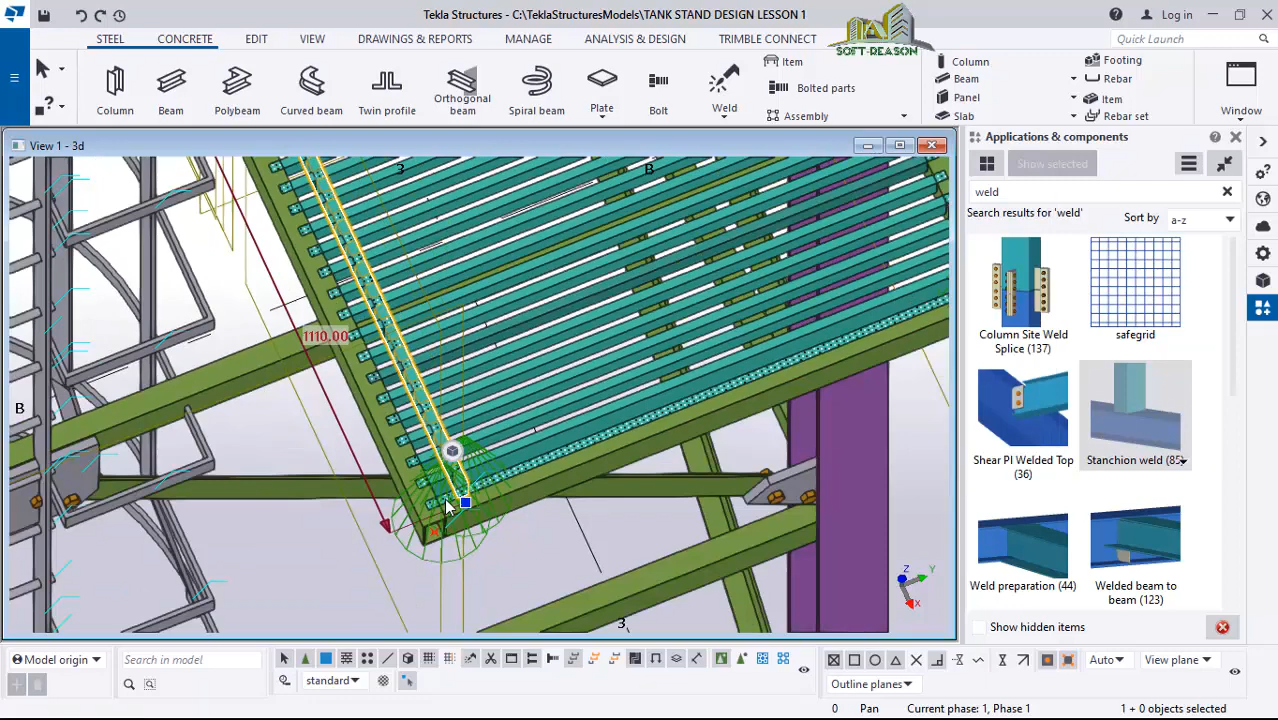 Tekla Structures - C:\TeklaStructuresModels\TANK STAND DESIGN LESSON 1
Log in
SOFT-REASON
STEEL CONCRETE EDIT VIEW DRAWINGS & REPORTS MANAGE ANALYSIS & DESIGN TRIMBLE CONNECT Quick Launch
Column
Beam
Polybeam
Curved beam
Twin profile
Orthogonal beam
Spiral beam
Plate
Bolt
Weld
Item
Bolted parts
Assembly
Column
Beam
Panel
Slab
Footing
Rebar
Item
Rebar set
Window
View 1 - 3d
3
B
1110.00
B
3
Z
Y
X
Applications & components
Show selected
weld
Search results for 'weld'
Sort by
a-z
Column Site Weld Splice (137)
safegrid
Shear Pl Welded Top (36)
Stanchion weld (85)
Weld preparation (44)
Welded beam to beam (123)
Show hidden items
Model origin
Search in model
standard
Auto
View plane
Outline planes
0 Pan Current phase: 1, Phase 1 1 + 0 objects selected